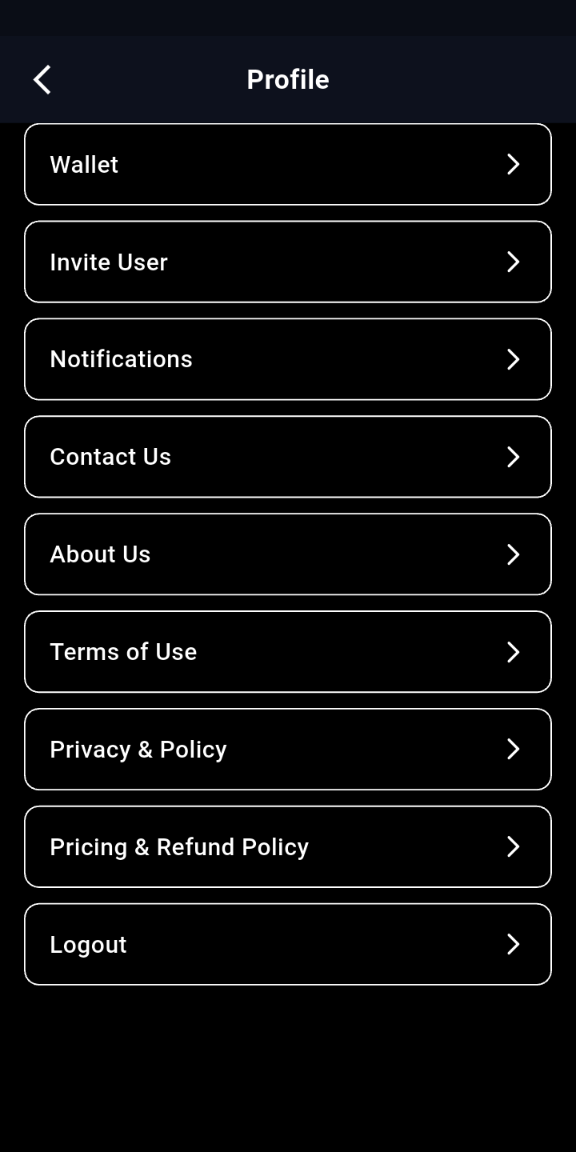 Profile
Wallet
Invite User
Notifications
Contact Us
About Us
Terms of Use
Privacy & Policy
Pricing & Refund Policy
Logout